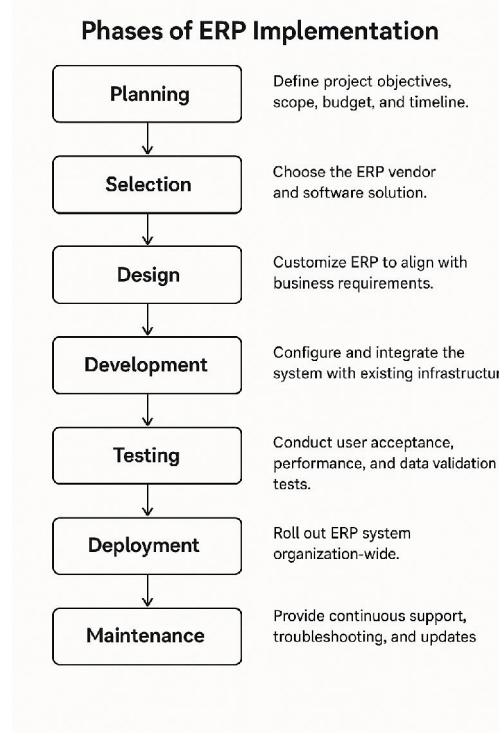 Phases of ERP Implementation
Planning
Define project objectives,
scope, budget, and timeline.
Selection
Choose the ERP vendor
and software solution.
Design
Customize ERP to align with
business requirements.
Development
Configure and integrate the
system with existing infrastructur
Testing
Conduct user acceptance,
performance, and data validation
tests.
Deployment
Roll out ERP system
organization-wide.
Maintenance
Provide continuous support,
troubleshooting, and updates